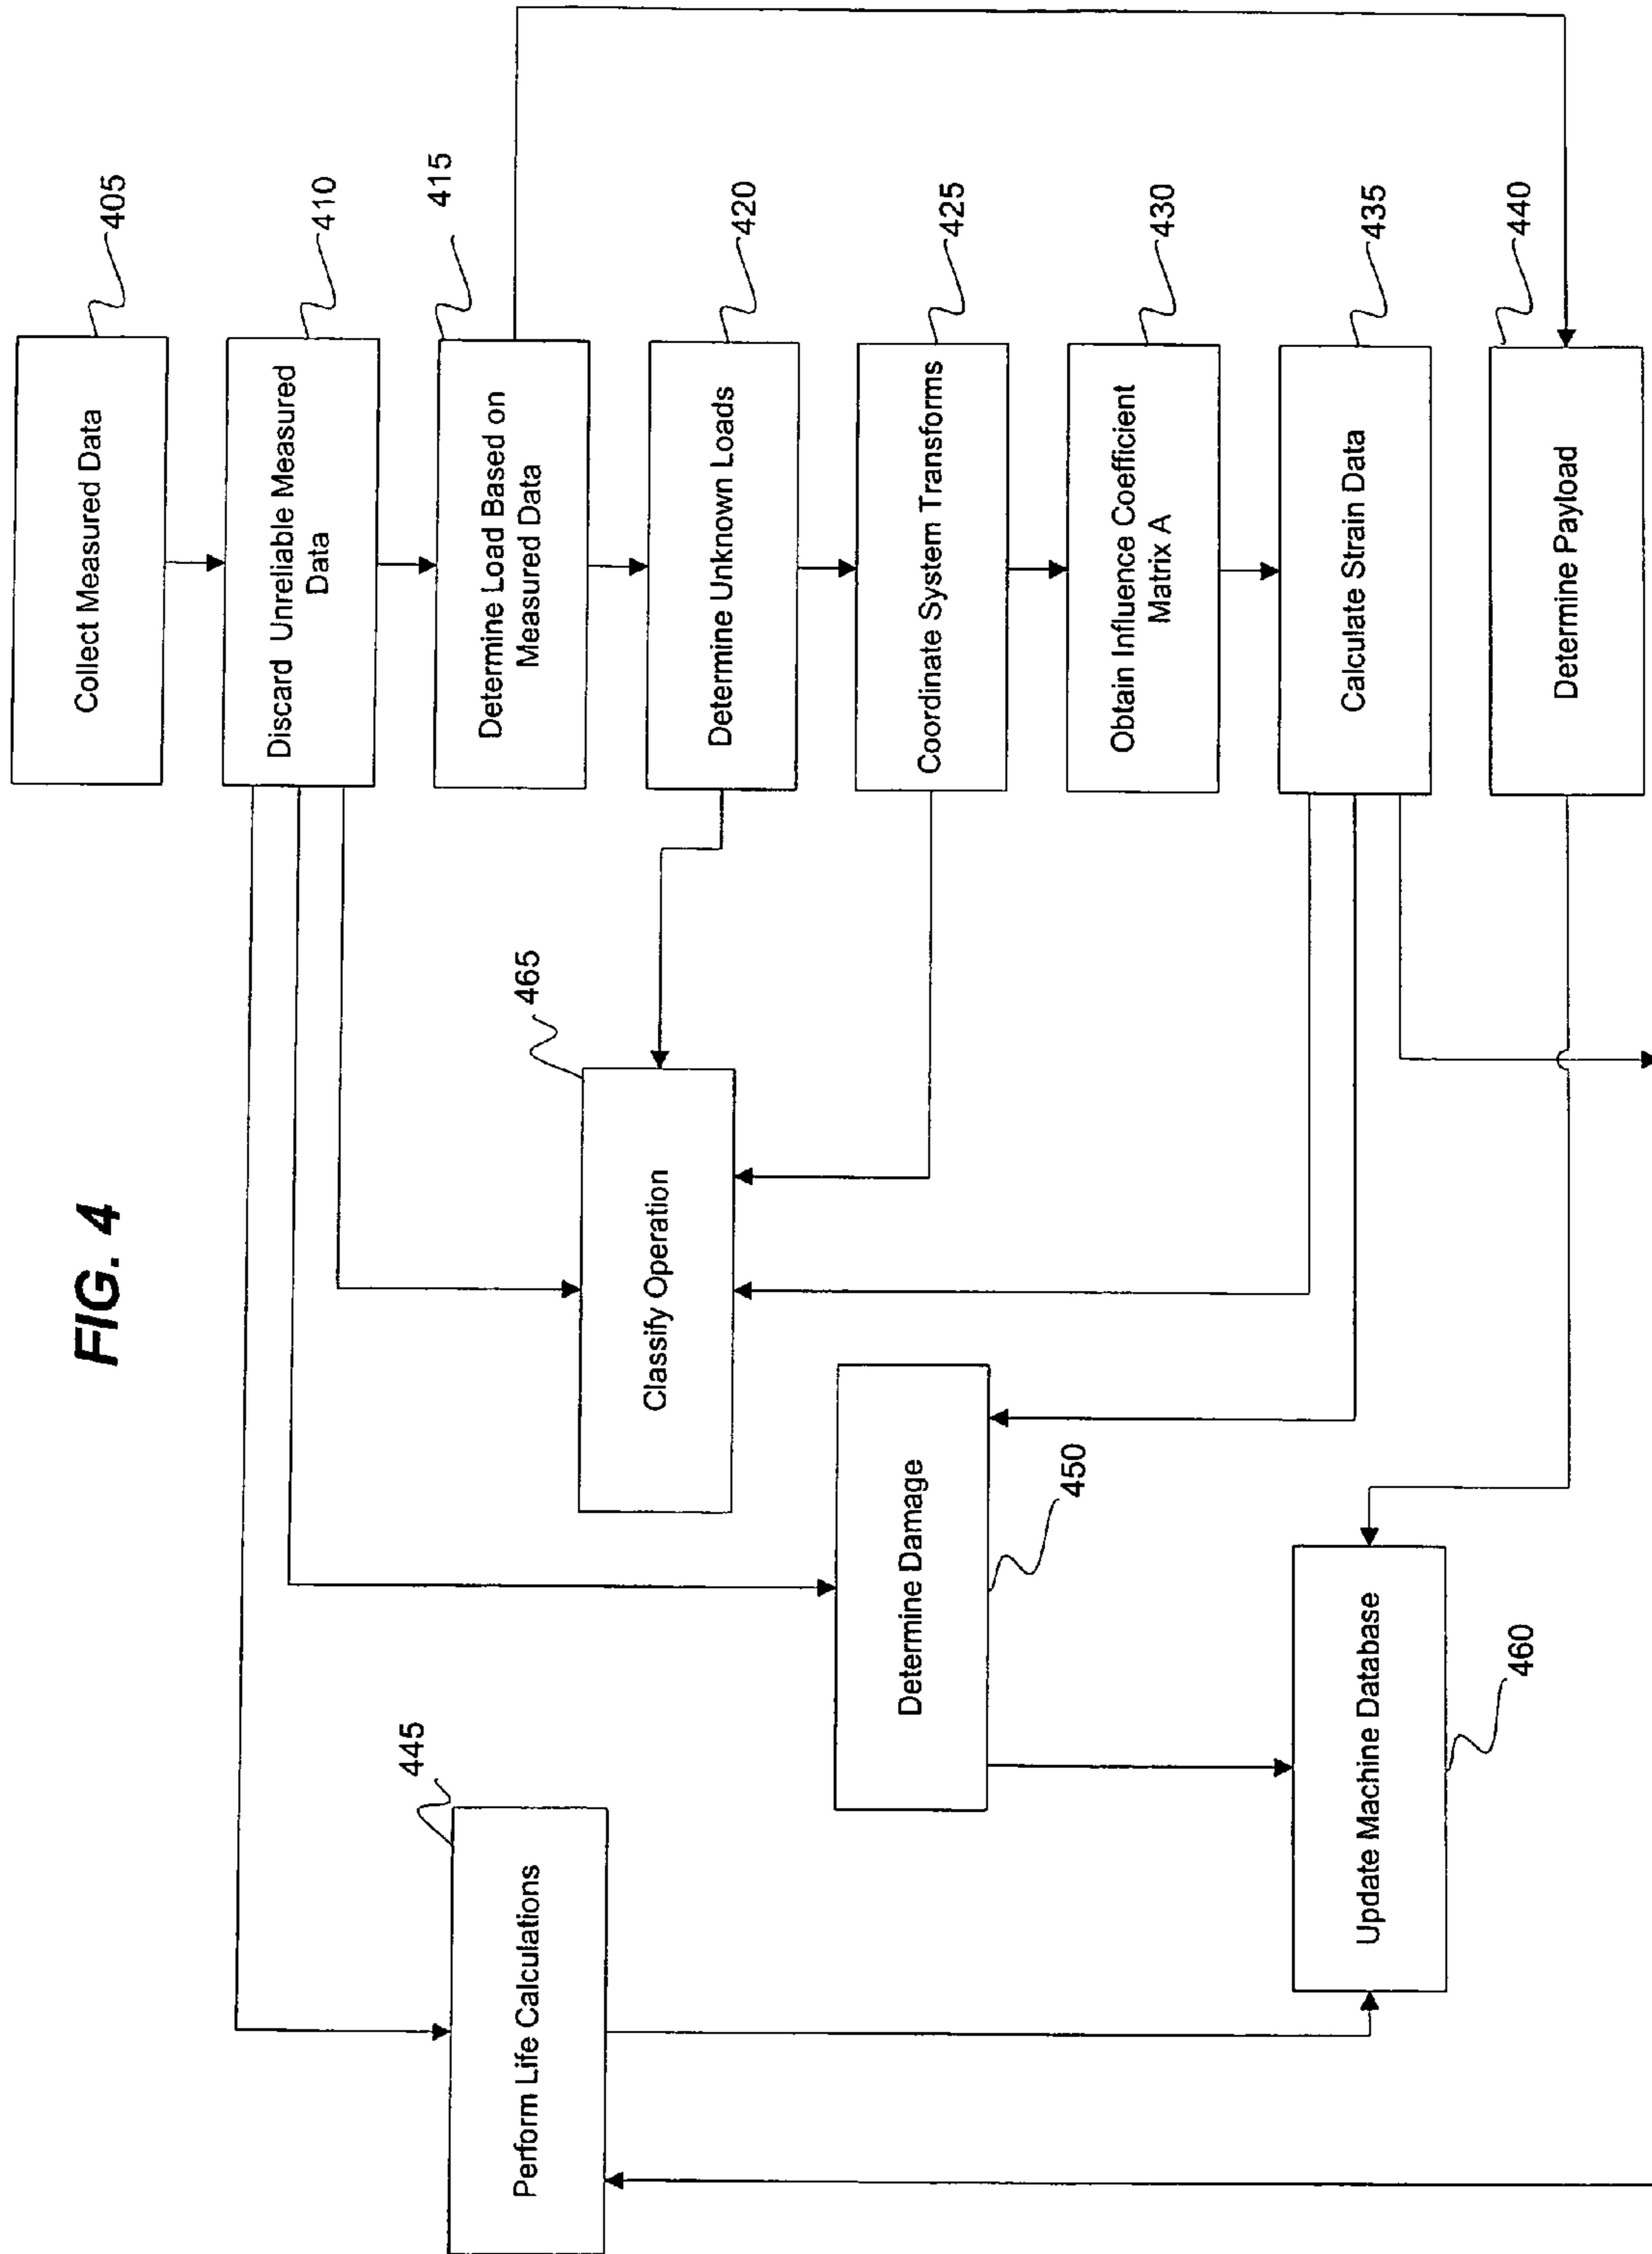 FIG. 4
Collect Measured Data
405
Discard Unreliable Measured
Data
410
Determine Load Based on
Measured Data
415
Determine Unknown Loads
420
Coordinate System Transforms
425
Obtain Influence Coefficient
Matrix A
430
Calculate Strain Data
435
Determine Payload
440
Classify Operation
465
Determine Damage
450
Perform Life Calculations
445
Update Machine Database
460